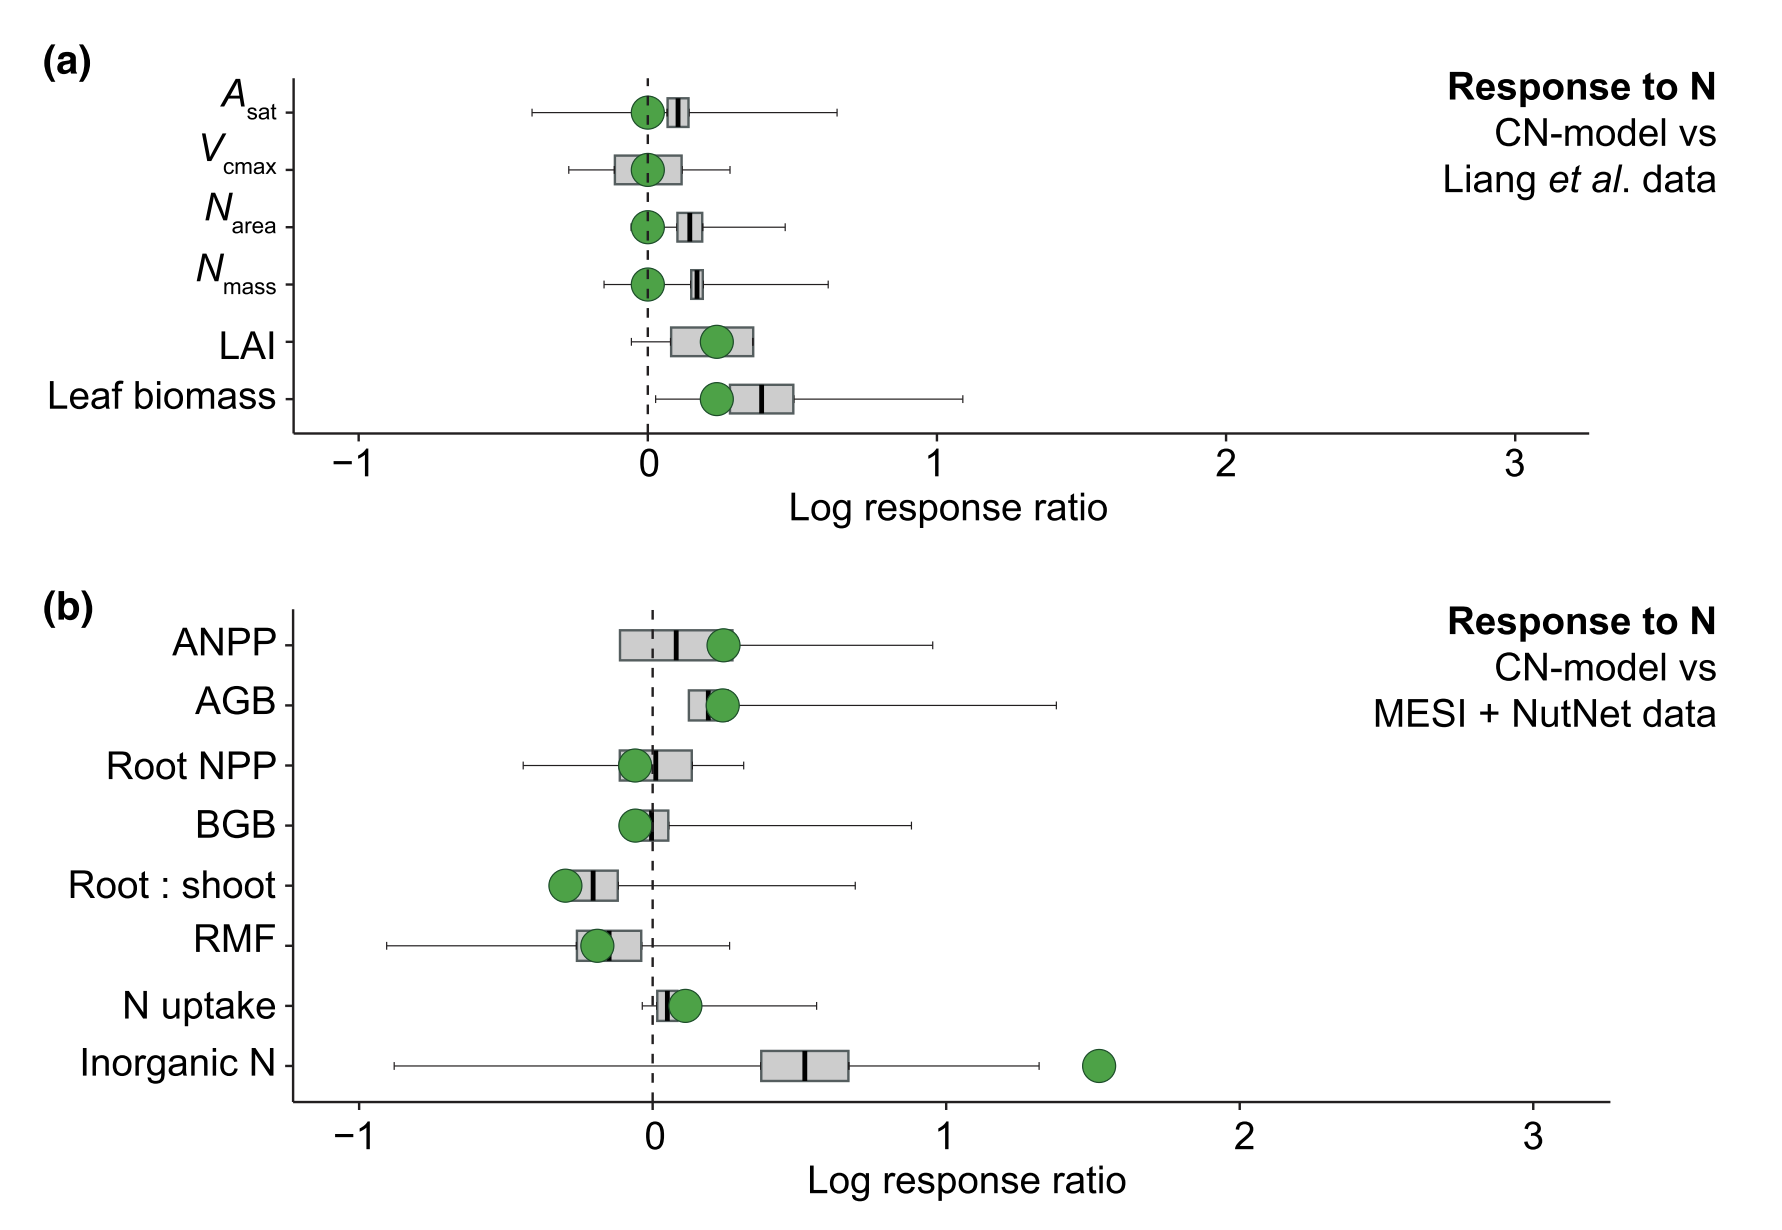 (a)
Response to N
CN-model vs
Liang et al. data
Asat
Vcmax
Narea
Nmass
LAI
Leaf biomass
−1 0 1 2 3
Log response ratio
(b)
Response to N
CN-model vs
MESI + NutNet data
ANPP
AGB
Root NPP
BGB
Root : shoot
RMF
N uptake
Inorganic N
−1 0 1 2 3
Log response ratio